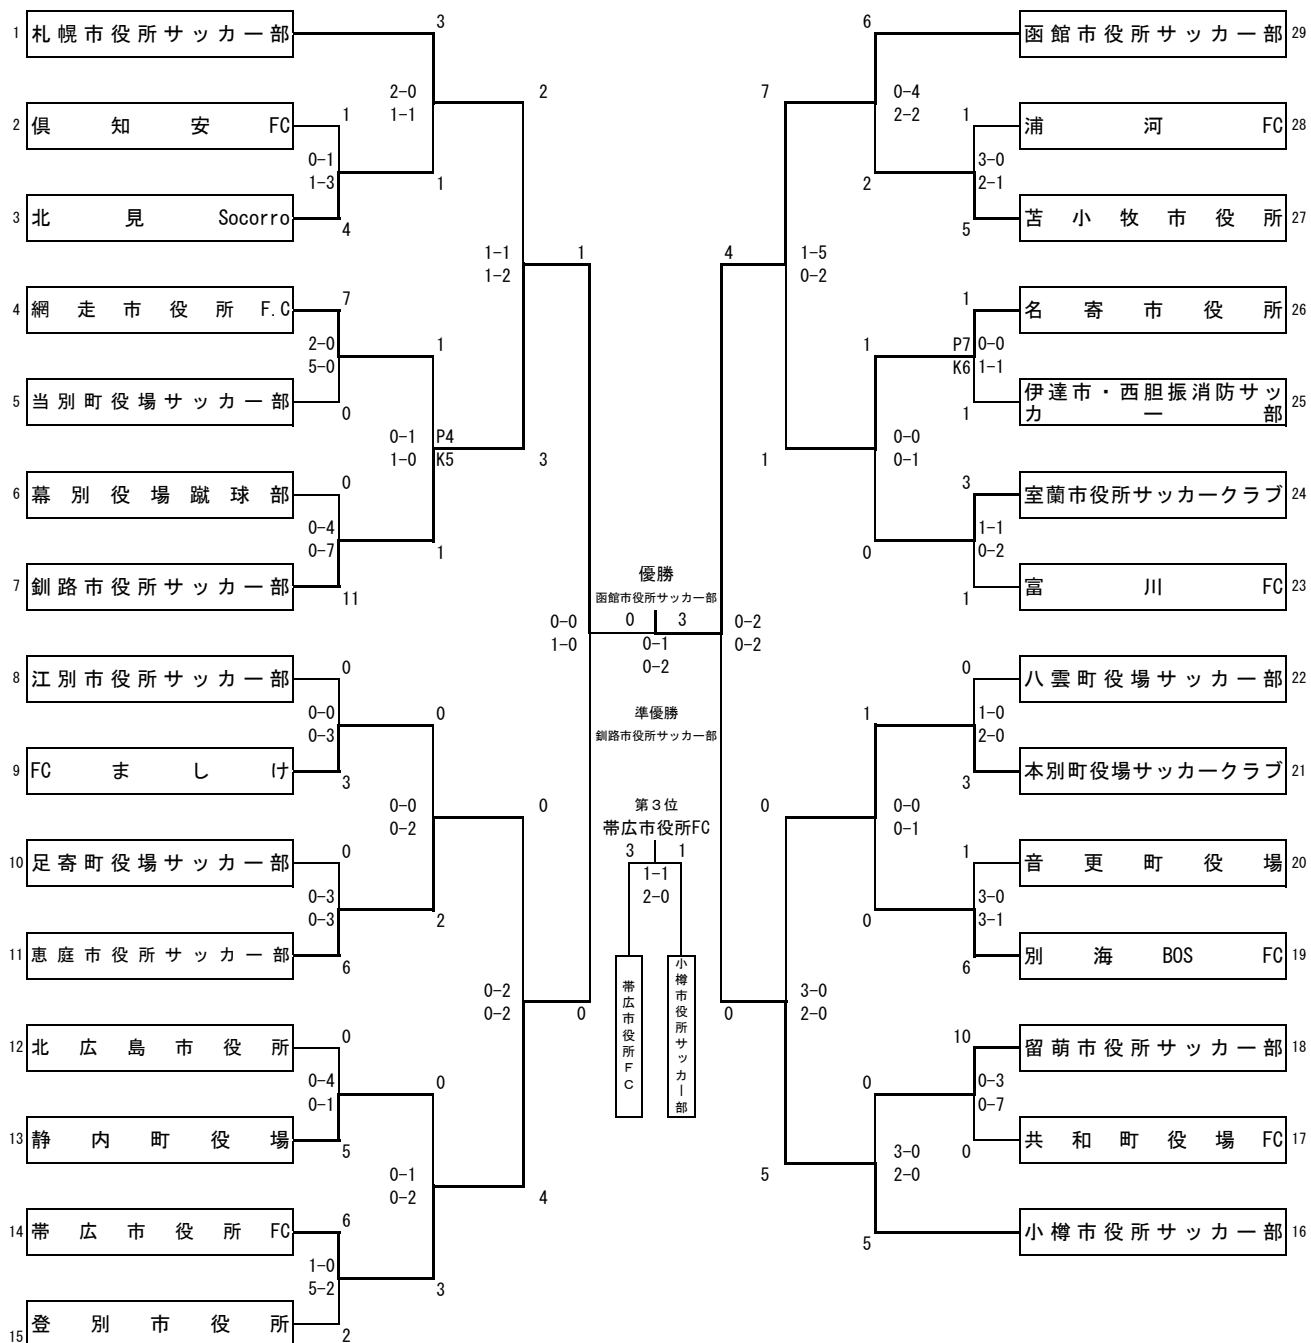 1 札幌市役所サッカー部
3
2-0
1-1
2
2 倶知安FC
1
0-1
1-3
1
3 北見Socorro
4
1-1
1-2
1
4 網走市役所F.C
7
2-0
5-0
1
5 当別町役場サッカー部
0
0-1 P4
1-0 K5
3
6 幕別役場蹴球部
0
0-4
0-7
1
7 釧路市役所サッカー部
11
0-0
1-0
8 江別市役所サッカー部
0
0-0
0-3
0
9 FCましけ
3
0-0
0-2
0
10 足寄町役場サッカー部
0
0-3
0-3
2
11 恵庭市役所サッカー部
6
0-2
0-2
0
12 北広島市役所
0
0-4
0-1
0
13 静内町役場
5
0-1
0-2
4
14 帯広市役所FC
6
1-0
5-2
3
15 登別市役所
2
優勝
函館市役所サッカー部
0 3
0-1
0-2
準優勝
釧路市役所サッカー部
第3位
帯広市役所FC
3 1
1-1
2-0
帯広市役所FC
小樽市役所サッカー部
函館市役所サッカー部 29
6
0-4
2-2
7
浦河FC 28
1
3-0
2-1
2
苫小牧市役所 27
5
1-5
0-2
4
名寄市役所 26
1
P7 0-0
K6 1-1
1
伊達市・西胆振消防サッ
カー部 25
1
0-0
0-1
1
室蘭市役所サッカークラブ 24
3
1-1
0-2
0
富川FC 23
1
0-2
0-2
八雲町役場サッカー部 22
0
1-0
2-0
1
本別町役場サッカークラブ 21
3
0-0
0-1
0
音更町役場 20
1
3-0
3-1
0
別海BOS FC 19
6
3-0
2-0
0
留萌市役所サッカー部 18
10
0-3
0-7
0
共和町役場FC 17
0
3-0
2-0
5
小樽市役所サッカー部 16
5